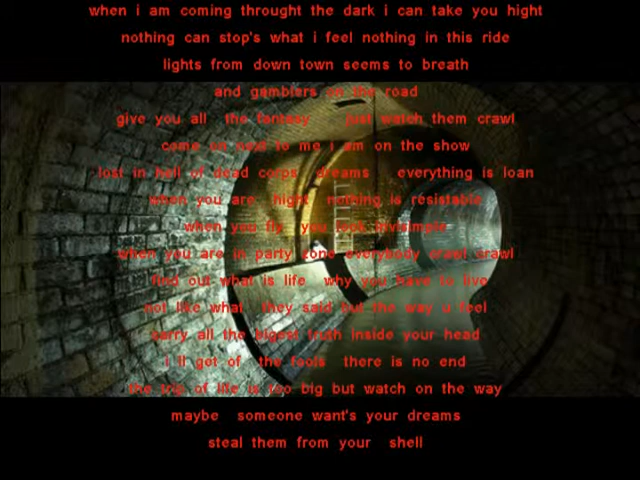 when i am coming throught the dark i can take you hight
nothing can stop's what i feel nothing in this ride
lights from down town seems to breath
and gamblers on the road
give you all the fantasy just watch them crawl
come on next to me i am on the show
lost in hall of dead corps dreams everything is loan
when you are hight nothing is resistable
when you fly you look invisimple
when you are in party zone everybody crawl crawl
find out what is life why you have to live
not like what they said but the way u feel
carry all the bigest truth inside your head
i ll get of the fools there is no end
the trip of life is too big but watch on the way
maybe someone want's your dreams
steal them from your shell